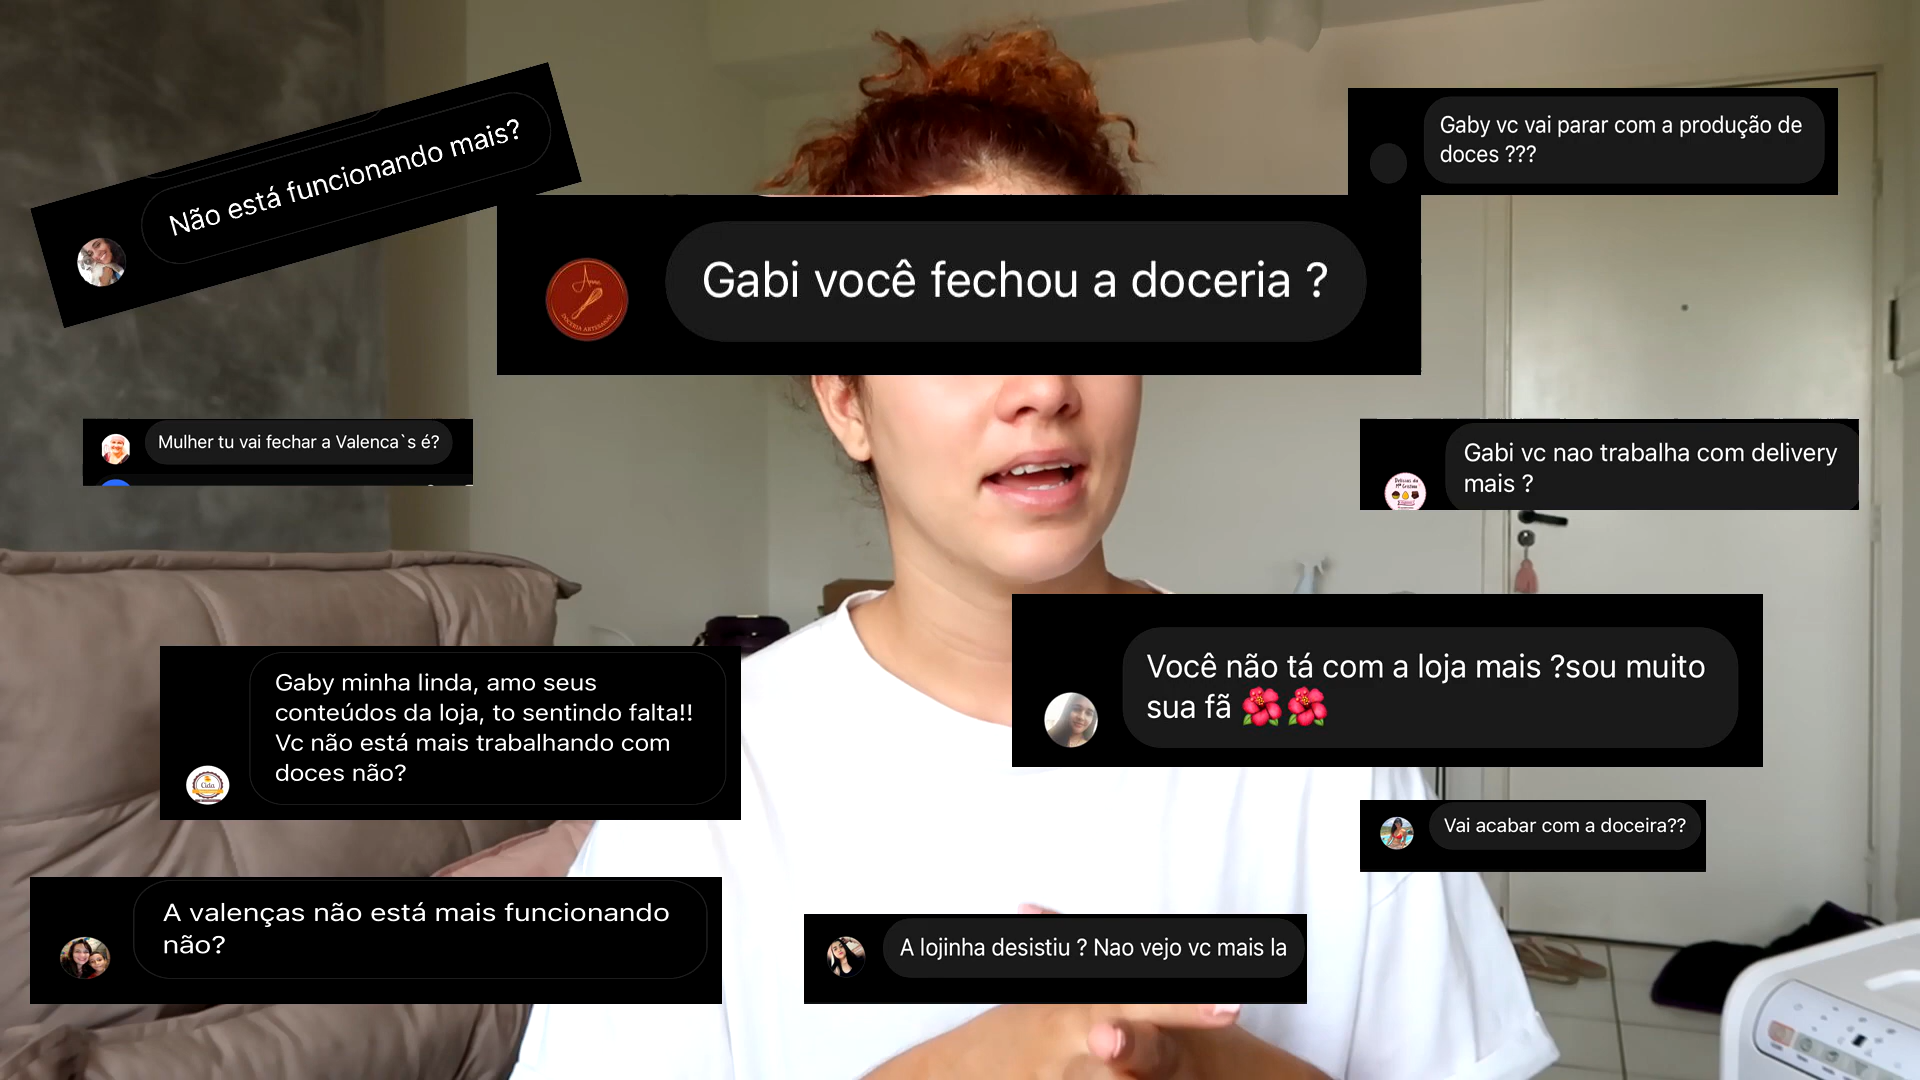 Não está funcionando mais?
Gaby vc vai parar com a produção de
doces ???
Gabi você fechou a doceria ?
DOCERIA ARTESANAL
Mulher tu vai fechar a Valenca`s é?
Gabi vc nao trabalha com delivery
mais ?
Gaby minha linda, amo seus
conteúdos da loja, to sentindo falta!!
Vc não está mais trabalhando com
doces não?
Cida
Você não tá com a loja mais ?sou muito
sua fã 🌺🌺
Vai acabar com a doceira??
A valenças não está mais funcionando
não?
A lojinha desistiu ? Nao vejo vc mais la